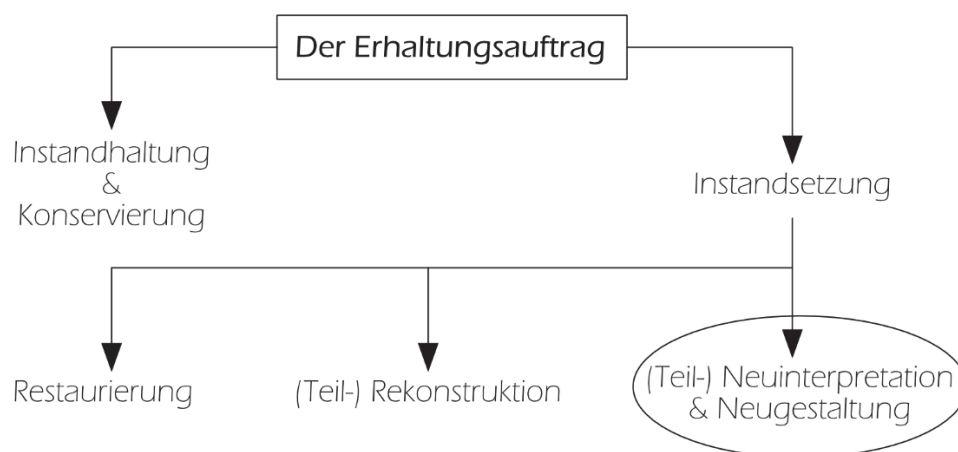 Der Erhaltungsauftrag
Instandhaltung
&
Konservierung
Instandsetzung
Restaurierung
(Teil-) Rekonstruktion
(Teil-) Neuinterpretation
& Neugestaltung